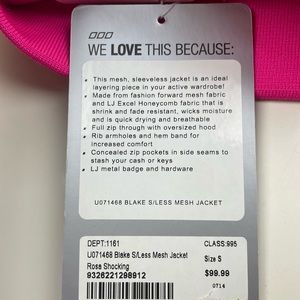 WE LOVE THIS BECAUSE:
• This mesh, sleeveless jacket is an ideal
layering piece in your active wardrobe!
• Made from fashion forward mesh fabric
and LJ Excel Honeycomb fabric that is
shrink and fade resistant, wicks moisture
and is quick drying and breathable
• Full zip through with oversized hood
• Rib armholes and hem band for
increased comfort
• Concealed zip pockets in side seams to
stash your cash or keys
• LJ metal badge and hardware
U071468 BLAKE S/LESS MESH JACKET
DEPT:1161 CLASS:995
U071468 Blake S/Less Mesh Jacket Size S
Rosa Shocking
9326221298912 $99.99
0714